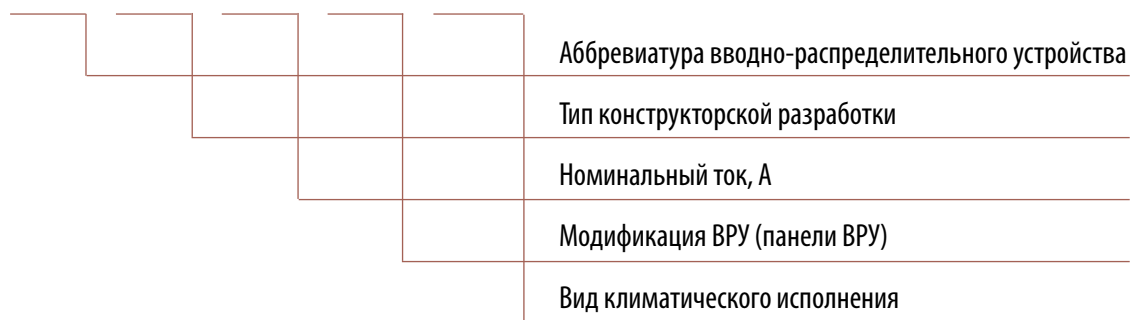 Аббревиатура вводно-распределительного устройства
Тип конструкторской разработки
Номинальный ток, А
Модификация ВРУ (панели ВРУ)
Вид климатического исполнения